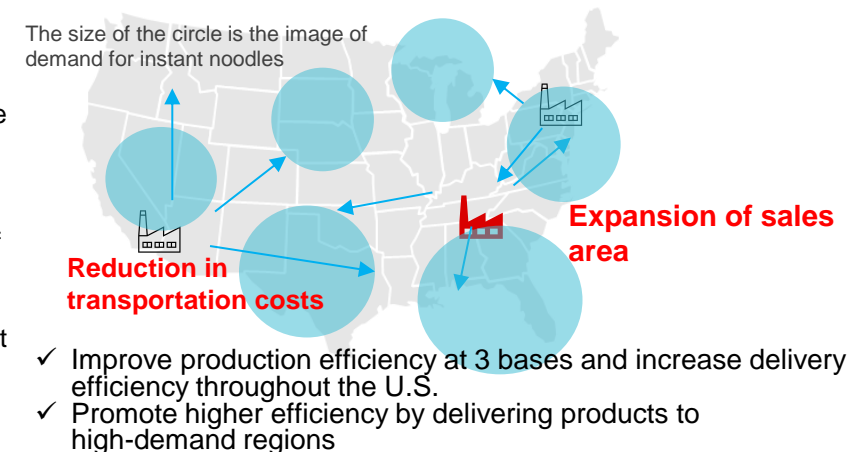 The size of the circle is the image of
demand for instant noodles
e
Expansion of sales
area
Reduction in
transportation costs
t
✓ Improve production efficiency at 3 bases and increase delivery
efficiency throughout the U.S.
✓ Promote higher efficiency by delivering products to
high-demand regions